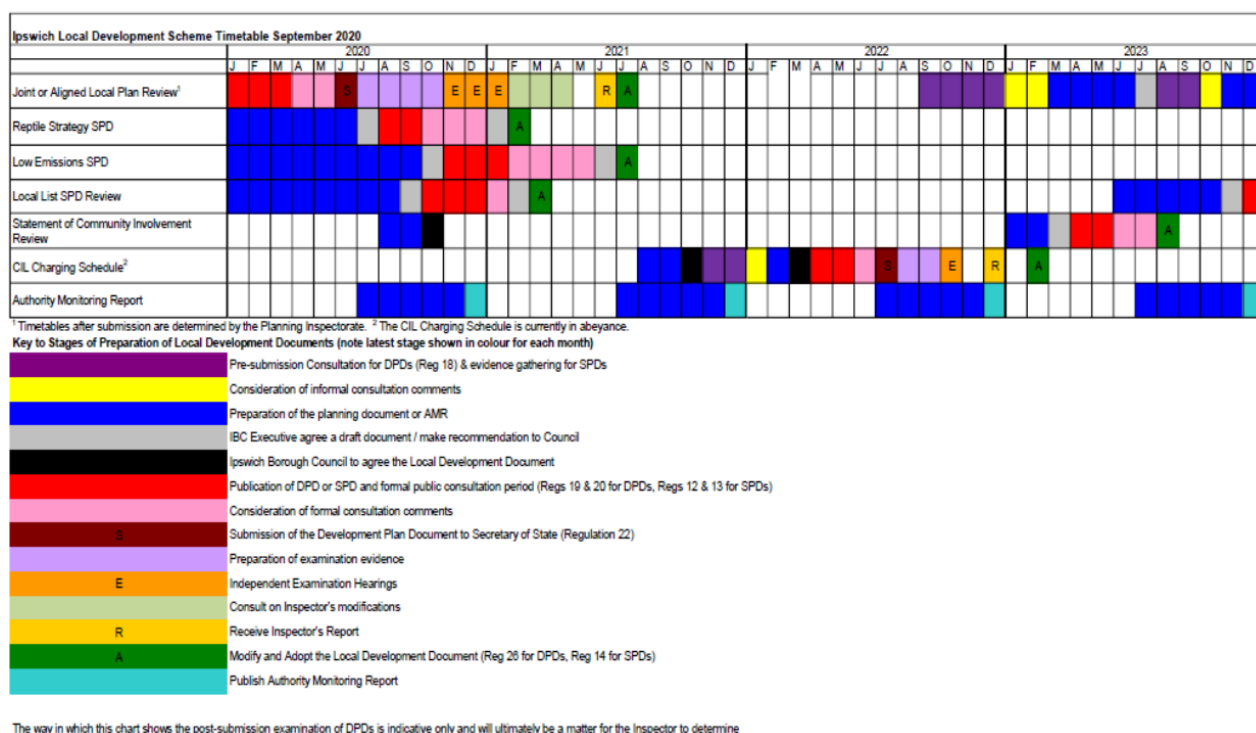 Ipswich Local Development Scheme Timetable September 2020
2020 2021 2022 2023
J F M A M J J A S O N D J F M A M J J A S O N D J F M A M J J A S O N D J F M A M J J A S O N D
Joint or Aligned Local Plan Review¹ S E E E R A
Reptile Strategy SPD A
Low Emissions SPD A
Local List SPD Review A
Statement of Community Involvement
Review A
CIL Charging Schedule² S E R A
Authority Monitoring Report
¹ Timetables after submission are determined by the Planning Inspectorate. ² The CIL Charging Schedule is currently in abeyance.
Key to Stages of Preparation of Local Development Documents (note latest stage shown in colour for each month)
Pre-submission Consultation for DPDs (Reg 18) & evidence gathering for SPDs
Consideration of informal consultation comments
Preparation of the planning document or AMR
IBC Executive agree a draft document / make recommendation to Council
Ipswich Borough Council to agree the Local Development Document
Publication of DPD or SPD and formal public consultation period (Regs 19 & 20 for DPDs, Regs 12 & 13 for SPDs)
Consideration of formal consultation comments
S Submission of the Development Plan Document to Secretary of State (Regulation 22)
Preparation of examination evidence
E Independent Examination Hearings
Consult on Inspector's modifications
R Receive Inspector's Report
A Modify and Adopt the Local Development Document (Reg 26 for DPDs, Reg 14 for SPDs)
Publish Authority Monitoring Report
The way in which this chart shows the post-submission examination of DPDs is indicative only and will ultimately be a matter for the Inspector to determine